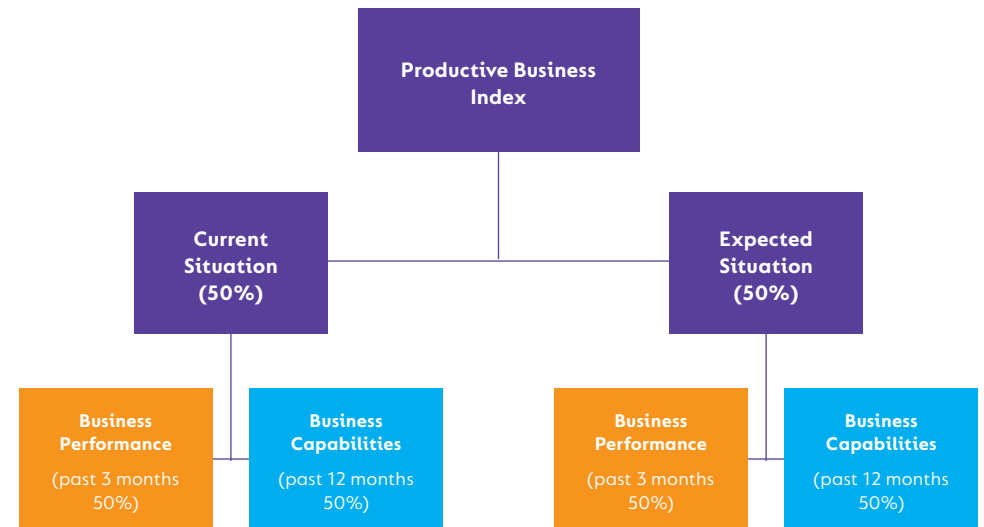 Productive Business
Index
Current
Situation
(50%)
Expected
Situation
(50%)
Business
Performance
(past 3 months
50%)
Business
Capabilities
(past 12 months
50%)
Business
Performance
(past 3 months
50%)
Business
Capabilities
(past 12 months
50%)